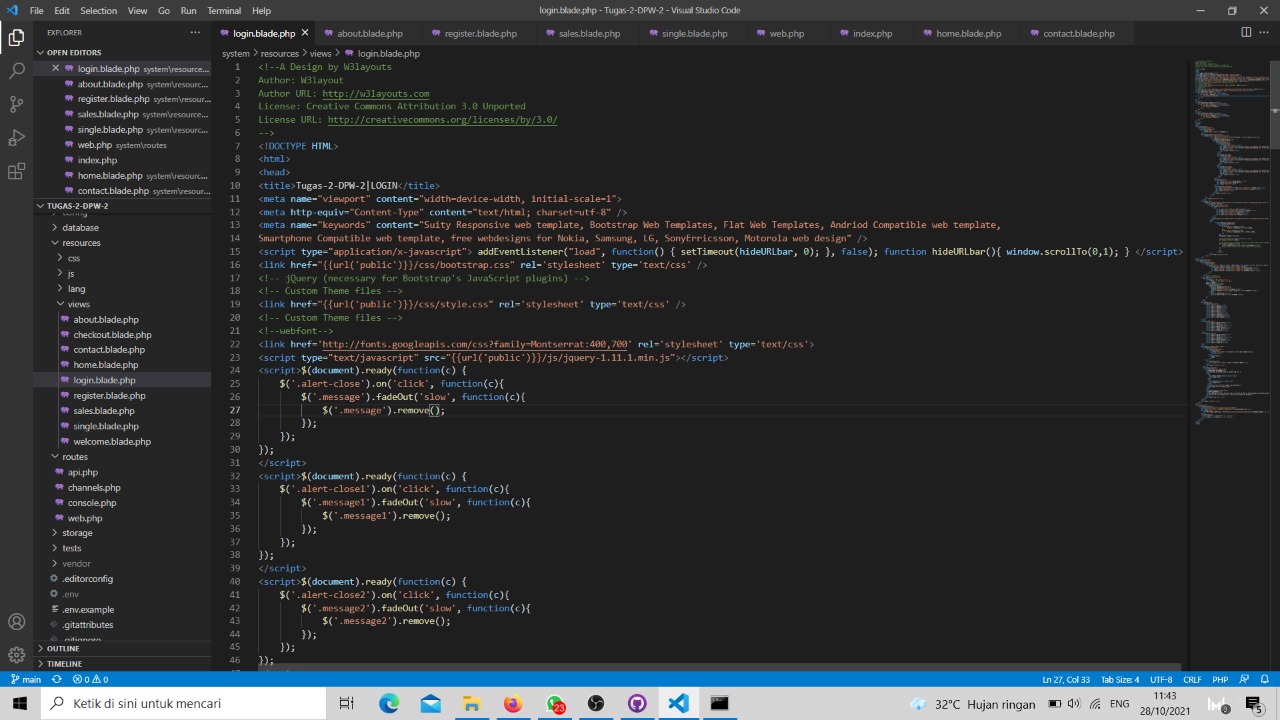 File Edit Selection View Go Run Terminal Help
login.blade.php - Tugas-2-DPW-2 - Visual Studio Code
EXPLORER
OPEN EDITORS
login.blade.php system\resource...
about.blade.php system\resourc...
register.blade.php system\resour...
sales.blade.php system\resourc...
single.blade.php system\resourc...
web.php system\routes
index.php
home.blade.php system\resourc...
contact.blade.php system\resour...
TUGAS-2-DPW-2
config
database
resources
css
js
lang
views
about.blade.php
checkout.blade.php
contact.blade.php
home.blade.php
login.blade.php
register.blade.php
sales.blade.php
single.blade.php
welcome.blade.php
routes
api.php
channels.php
console.php
web.php
storage
tests
vendor
.editorconfig
.env
.env.example
.gitattributes
.gitignore
OUTLINE
TIMELINE
login.blade.php about.blade.php register.blade.php sales.blade.php single.blade.php web.php index.php home.blade.php contact.blade.php
system > resources > views > login.blade.php
1 <!--A Design by W3layouts
2 Author: W3layout
3 Author URL: http://w3layouts.com
4 License: Creative Commons Attribution 3.0 Unported
5 License URL: http://creativecommons.org/licenses/by/3.0/
6 -->
7 <!DOCTYPE HTML>
8 <html>
9 <head>
10 <title>Tugas-2-DPW-2|LOGIN</title>
11 <meta name="viewport" content="width=device-width, initial-scale=1">
12 <meta http-equiv="Content-Type" content="text/html; charset=utf-8" />
13 <meta name="keywords" content="Surfhouse Responsive web template, Bootstrap Web Templates, Flat Web Templates, Andriod Compatible web template,
14 Smartphone Compatible web template, free webdesigns for Nokia, Samsung, LG, SonyErricsson, Motorola web design" />
15 <script type="application/x-javascript"> addEventListener("load", function() { setTimeout(hideURLbar, 0); }, false); function hideURLbar(){ window.scrollTo(0,1); } </script>
16 <link href="{{url('public')}}/css/bootstrap.css" rel='stylesheet' type='text/css' />
17 <!-- jQuery (necessary for Bootstrap's JavaScript plugins) -->
18 <!-- Custom Theme files -->
19 <link href="{{url('public')}}/css/style.css" rel='stylesheet' type='text/css' />
20 <!-- Custom Theme files -->
21 <!--webfont-->
22 <link href='http://fonts.googleapis.com/css?family=Montserrat:400,700' rel='stylesheet' type='text/css'>
23 <script type="text/javascript" src="{{url('public')}}/js/jquery-1.11.1.min.js"></script>
24 <script>$(document).ready(function(c) {
25 $('.alert-close').on('click', function(c){
26 $('.message').fadeOut('slow', function(c){
27 $('.message').remove();
28 });
29 });
30 });
31 </script>
32 <script>$(document).ready(function(c) {
33 $('.alert-close1').on('click', function(c){
34 $('.message1').fadeOut('slow', function(c){
35 $('.message1').remove();
36 });
37 });
38 });
39 </script>
40 <script>$(document).ready(function(c) {
41 $('.alert-close2').on('click', function(c){
42 $('.message2').fadeOut('slow', function(c){
43 $('.message2').remove();
44 });
45 });
46 });
main 0 0 Ln 27, Col 33 Tab Size: 4 UTF-8 CRLF PHP
Ketik di sini untuk mencari
23
32°C Hujan ringan
ENG
11:43
28/10/2021
5